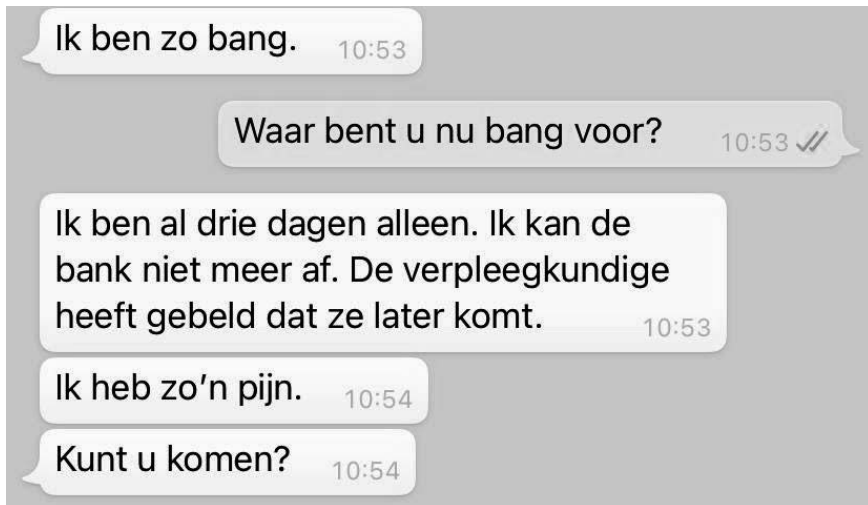 Ik ben zo bang. 10:53
Waar bent u nu bang voor? 10:53
Ik ben al drie dagen alleen. Ik kan de
bank niet meer af. De verpleegkundige
heeft gebeld dat ze later komt. 10:53
Ik heb zo'n pijn. 10:54
Kunt u komen? 10:54